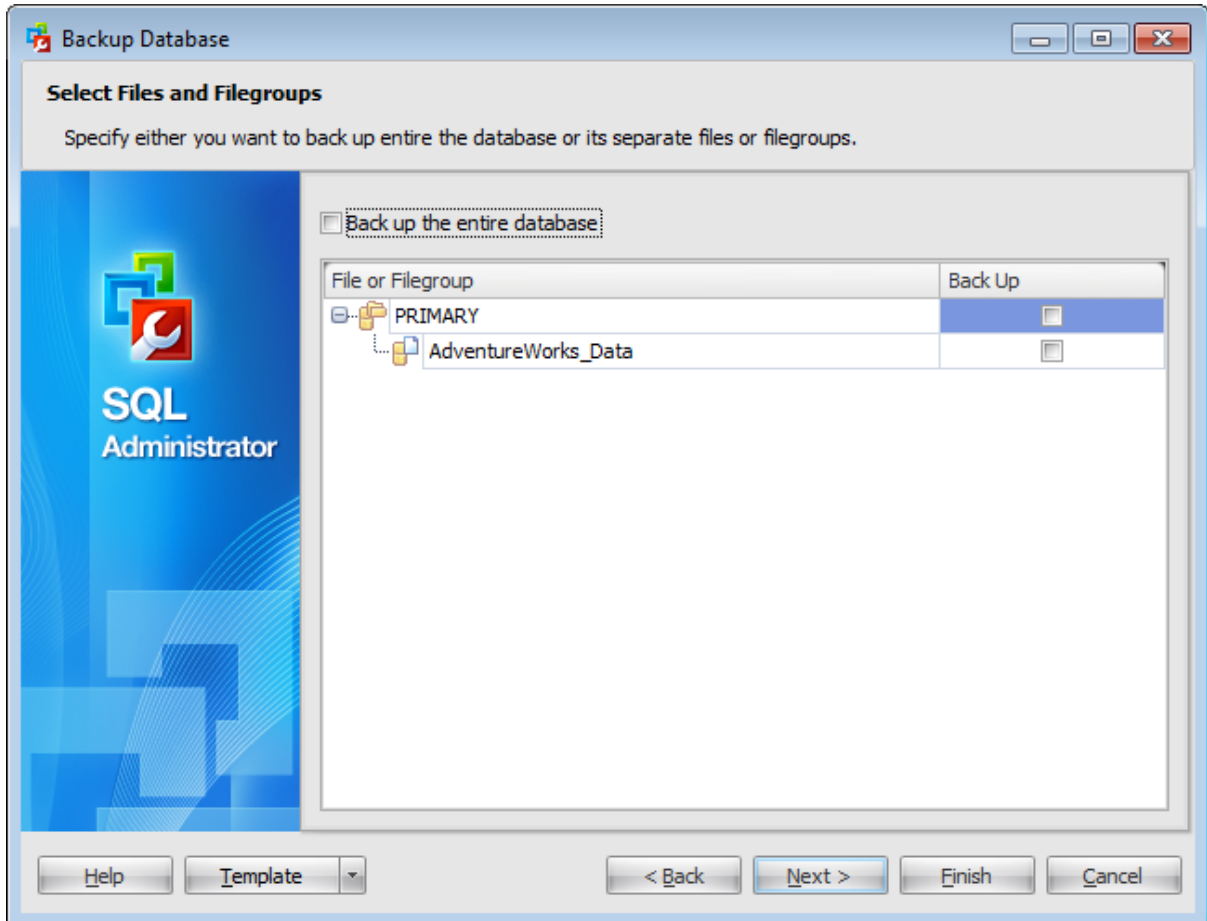 Backup Database
Select Files and Filegroups
Specify either you want to back up entire the database or its separate files or filegroups.
SQL
Administrator
Back up the entire database
File or Filegroup Back Up
PRIMARY
AdventureWorks_Data
Help Template < Back Next > Finish Cancel